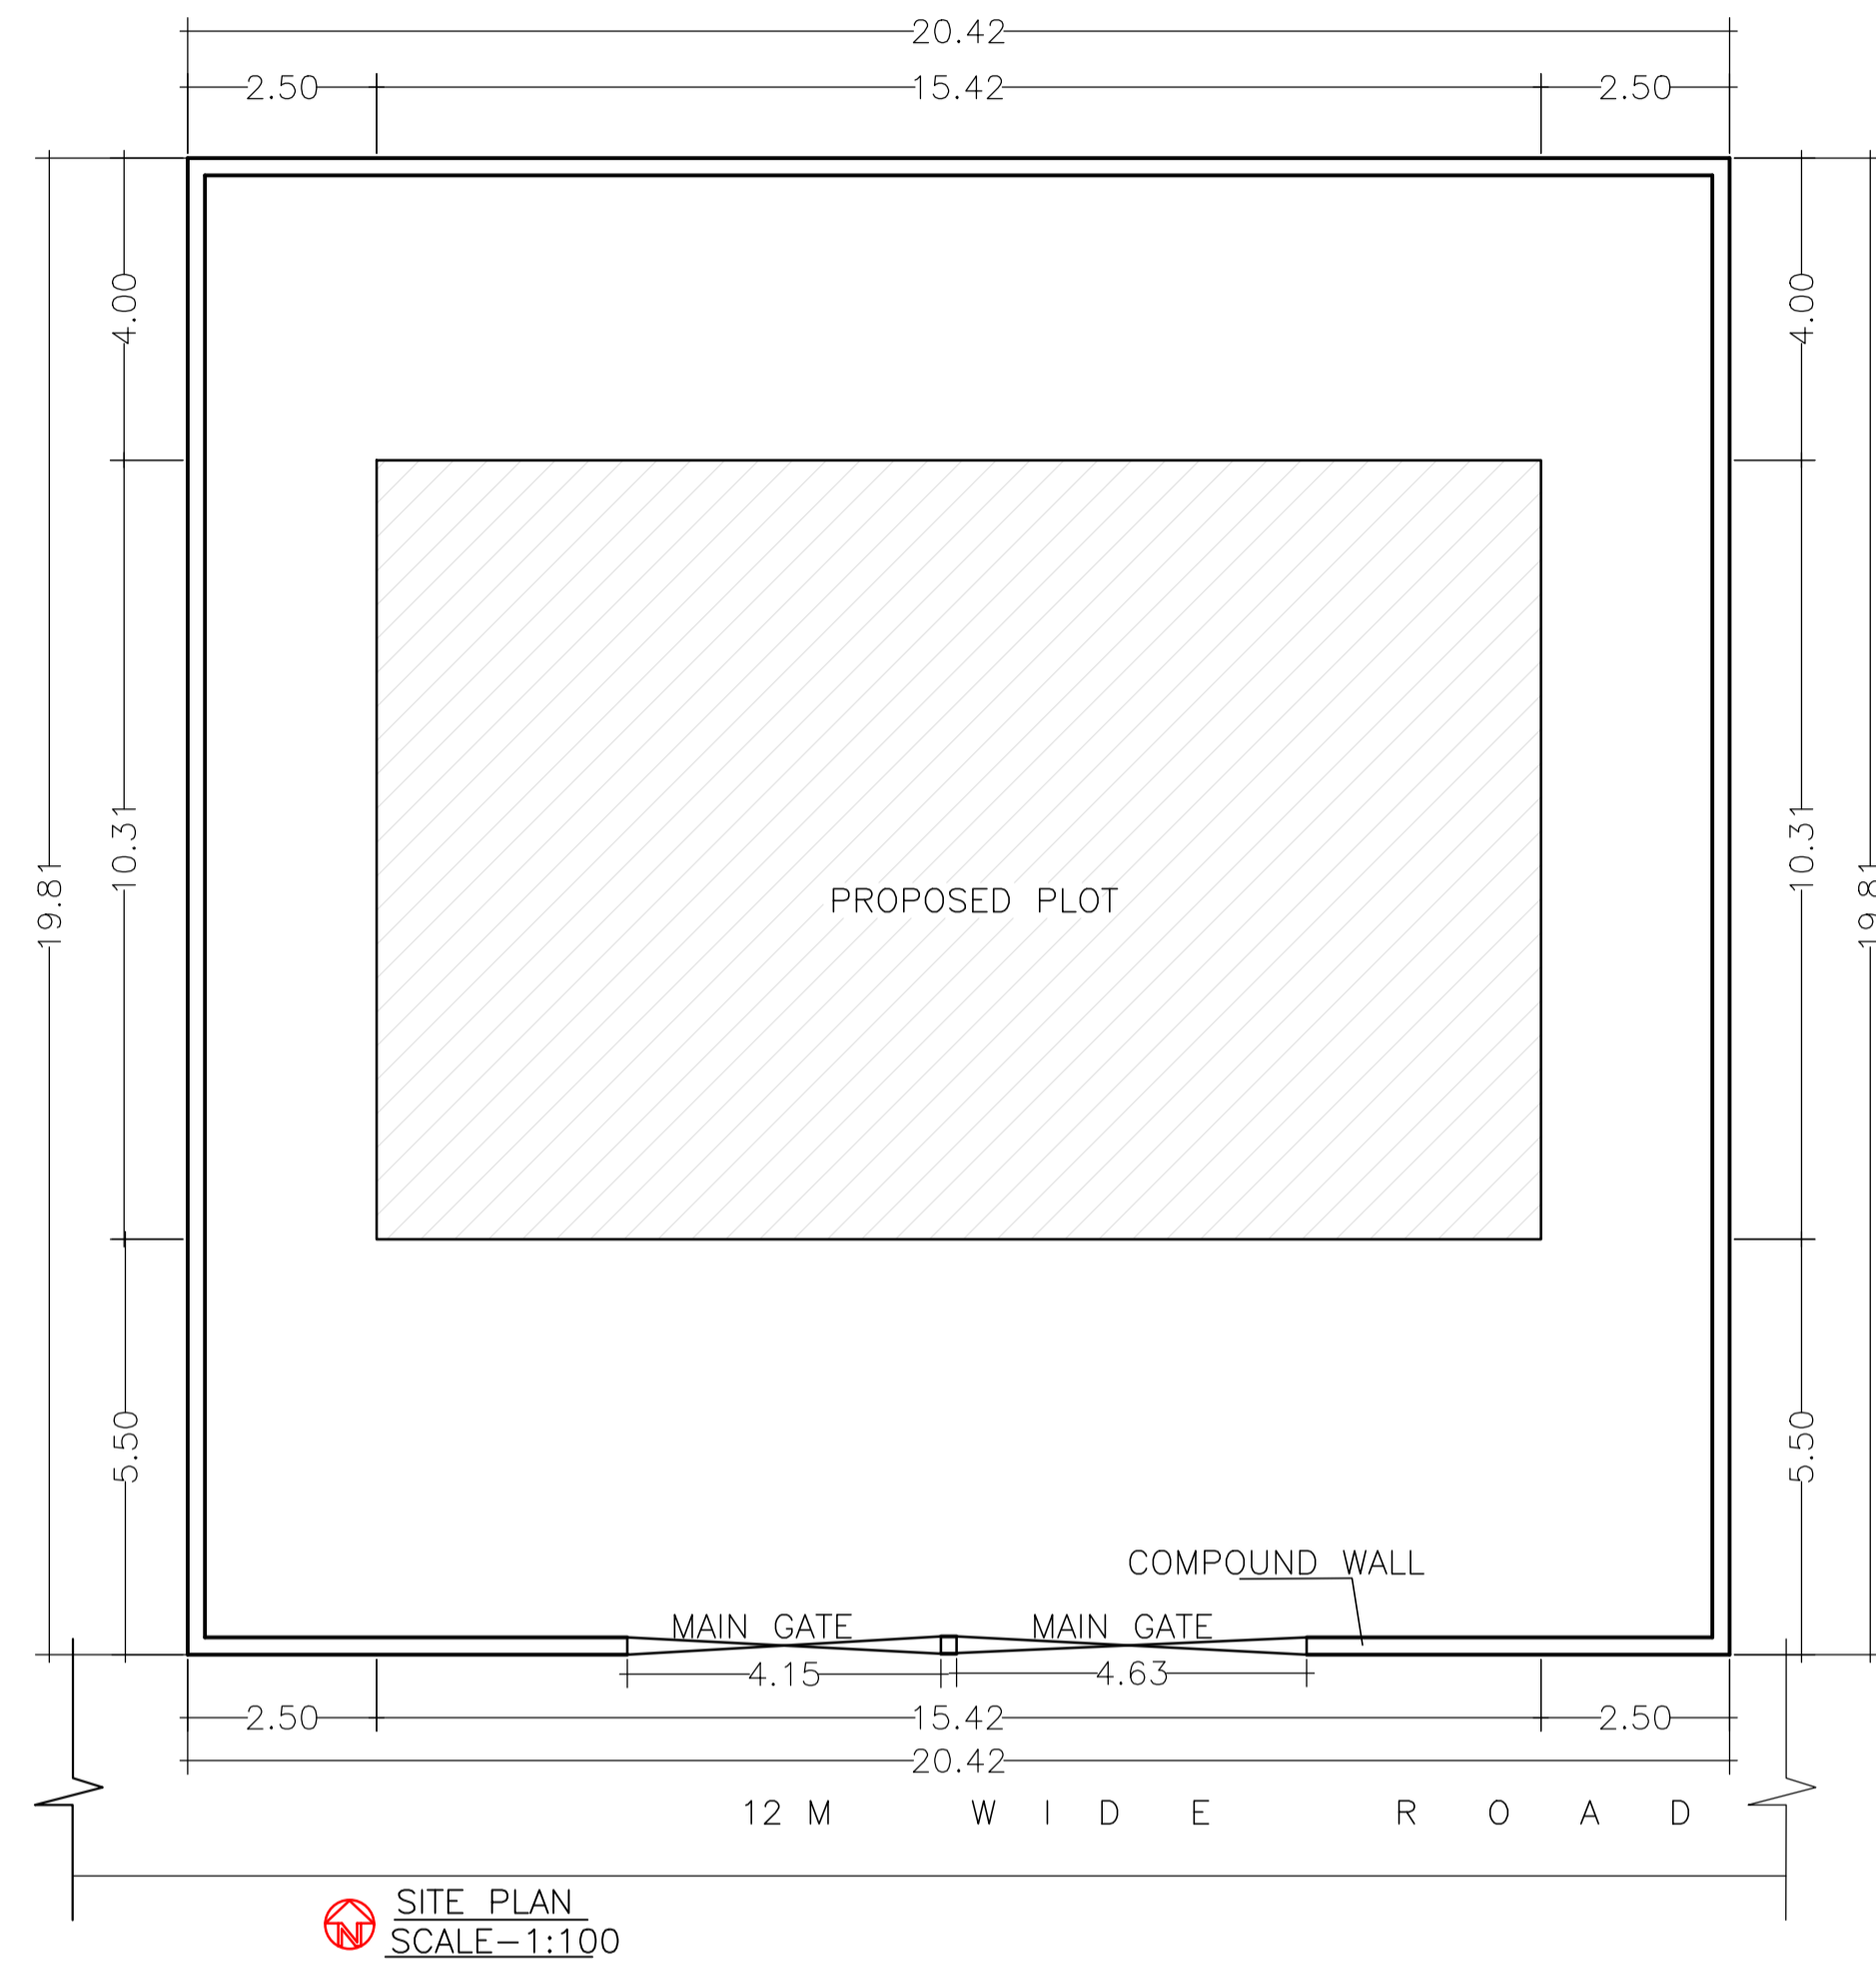 20.42
2.50 15.42 2.50
4.00 4.00
10.31 10.31
19.81 19.81
PROPOSED PLOT
5.50 5.50
COMPOUND WALL
MAIN GATE MAIN GATE
4.15 4.63
2.50 15.42 2.50
20.42
12 M WIDE ROAD
N
SITE PLAN
SCALE-1:100